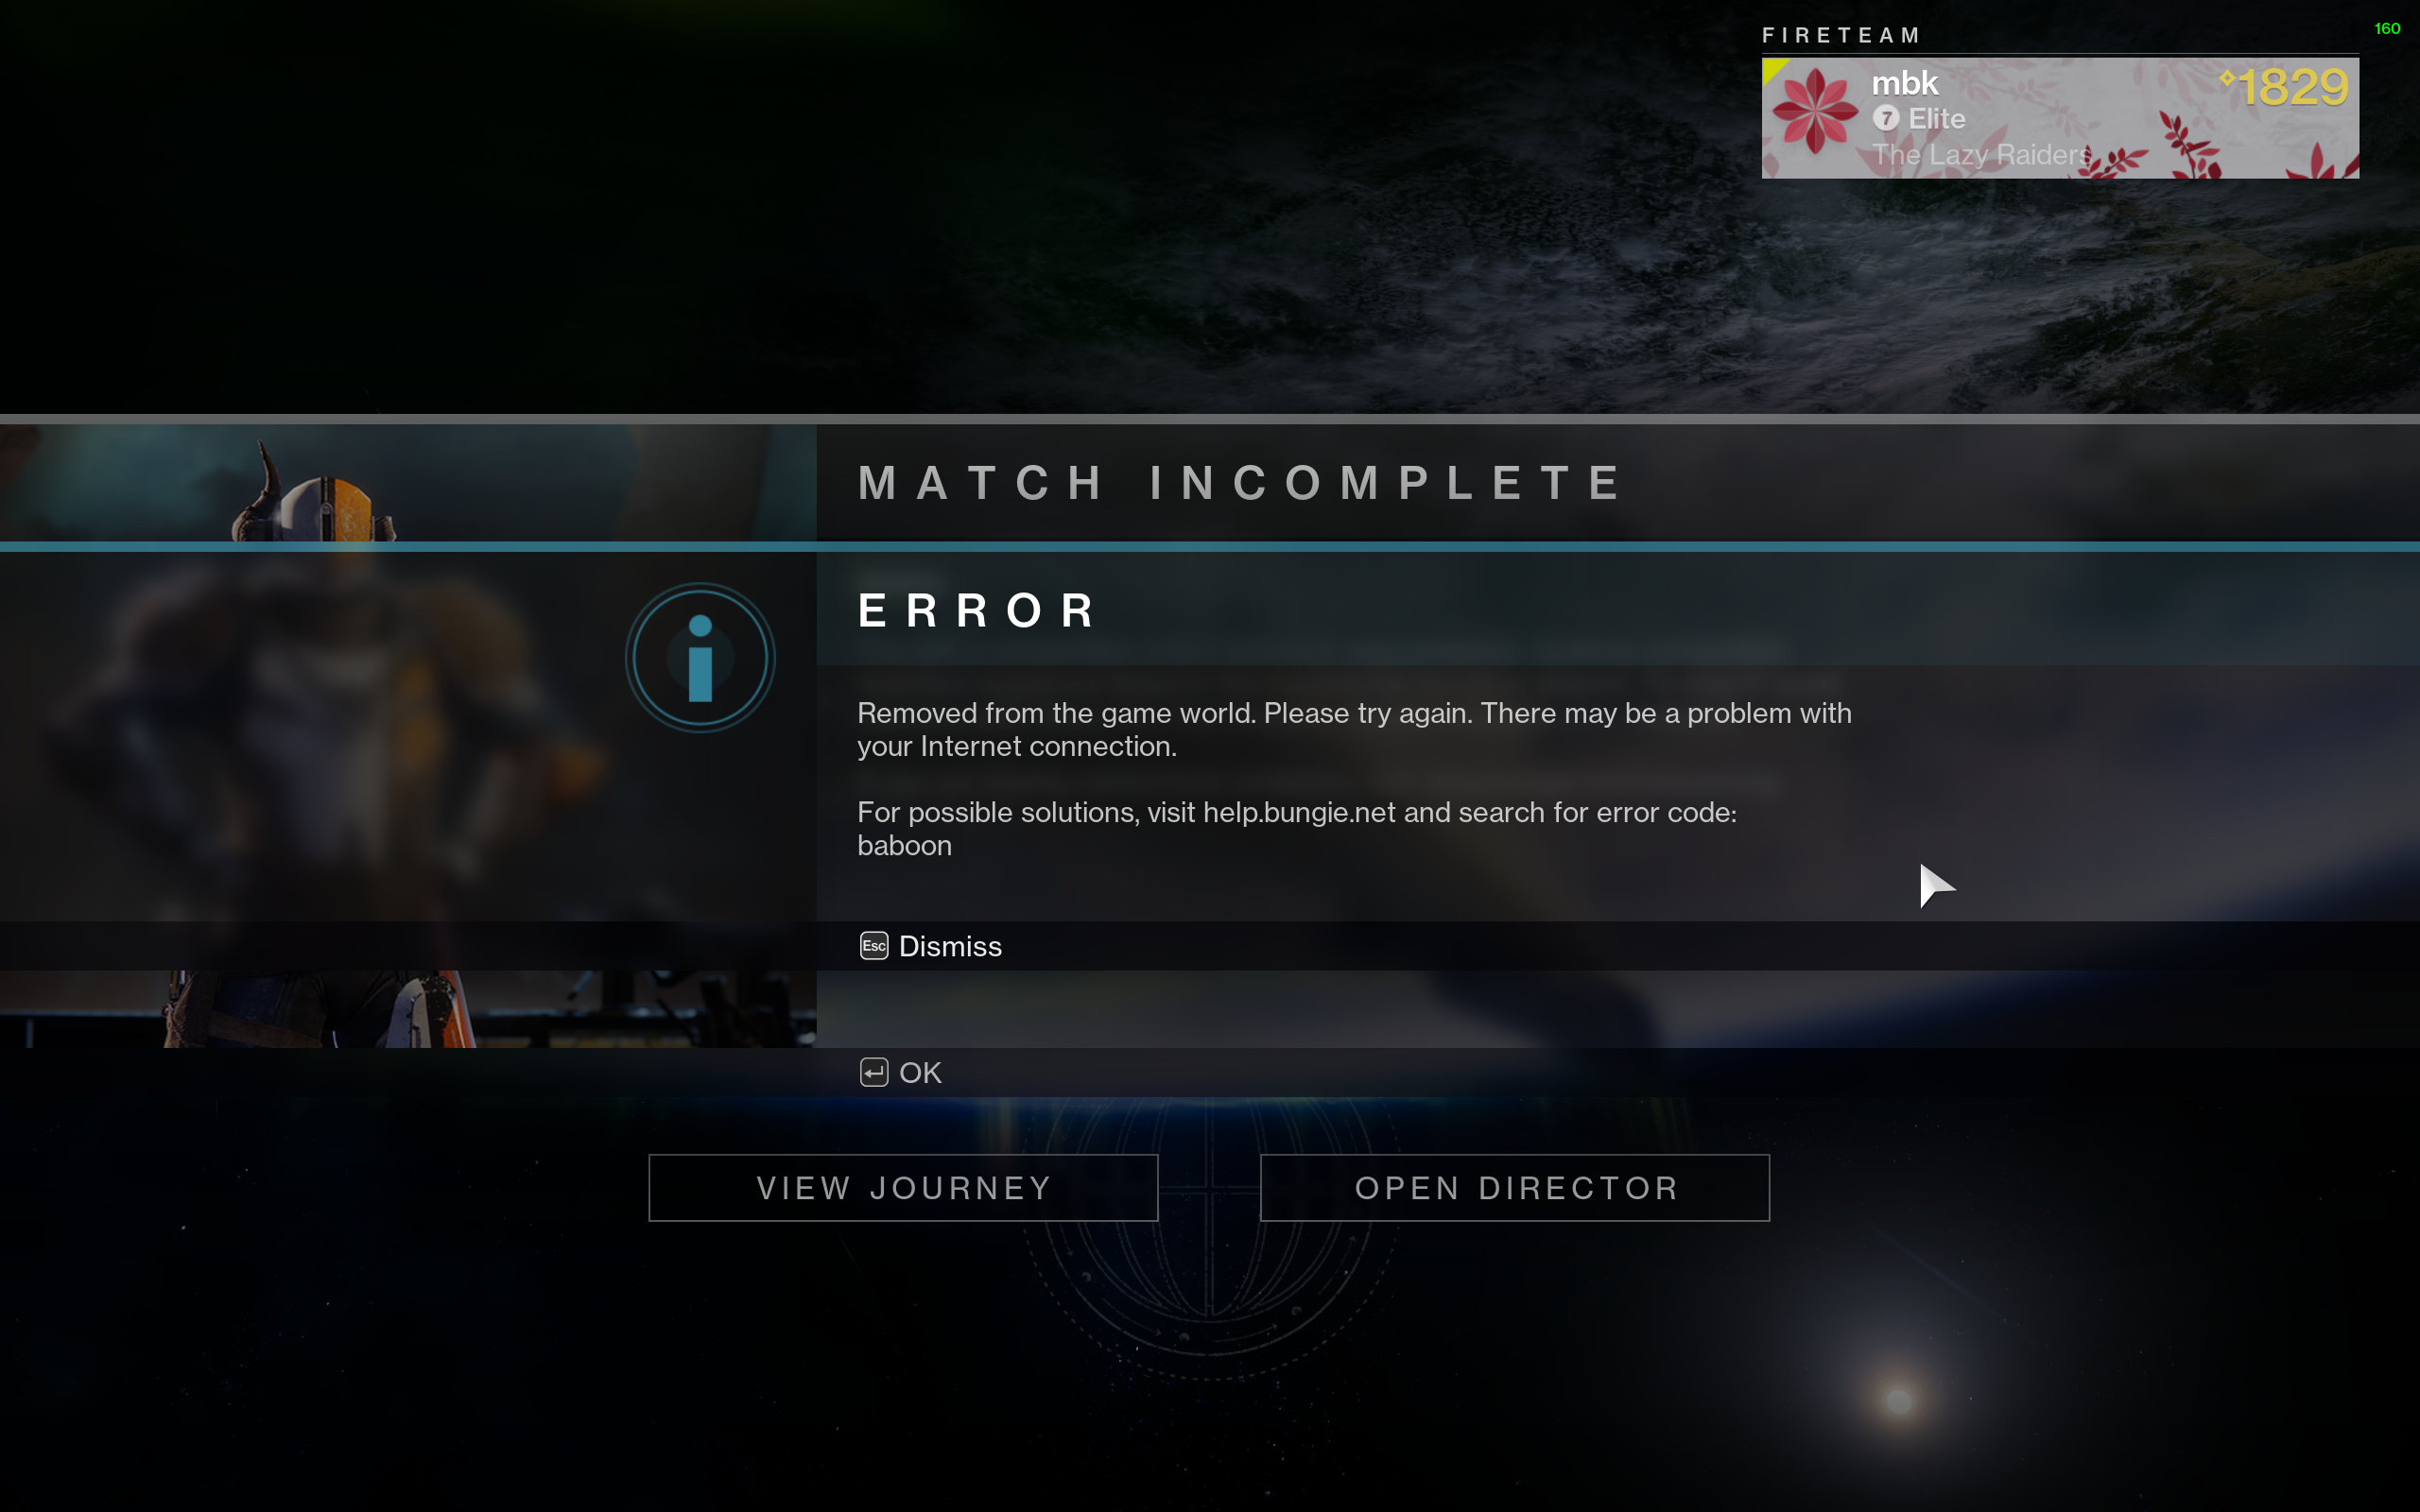 FIRETEAM
160
mbk
1829
7 Elite
The Lazy Raiders
MATCH INCOMPLETE
ERROR
Removed from the game world. Please try again. There may be a problem with
your Internet connection.
For possible solutions, visit help.bungie.net and search for error code:
baboon
Esc Dismiss
OK
VIEW JOURNEY
OPEN DIRECTOR